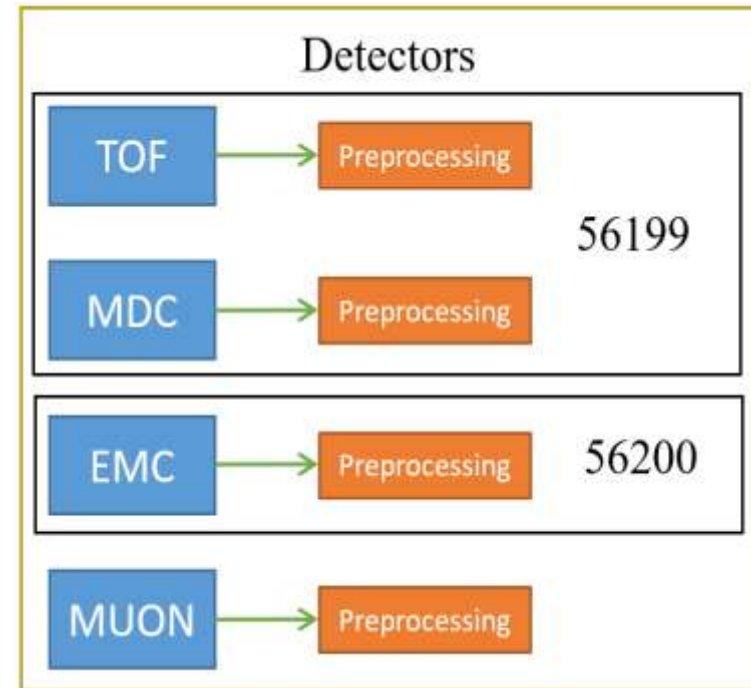 Detectors
TOF
Preprocessing
56199
MDC
Preprocessing
EMC
Preprocessing
56200
MUON
Preprocessing